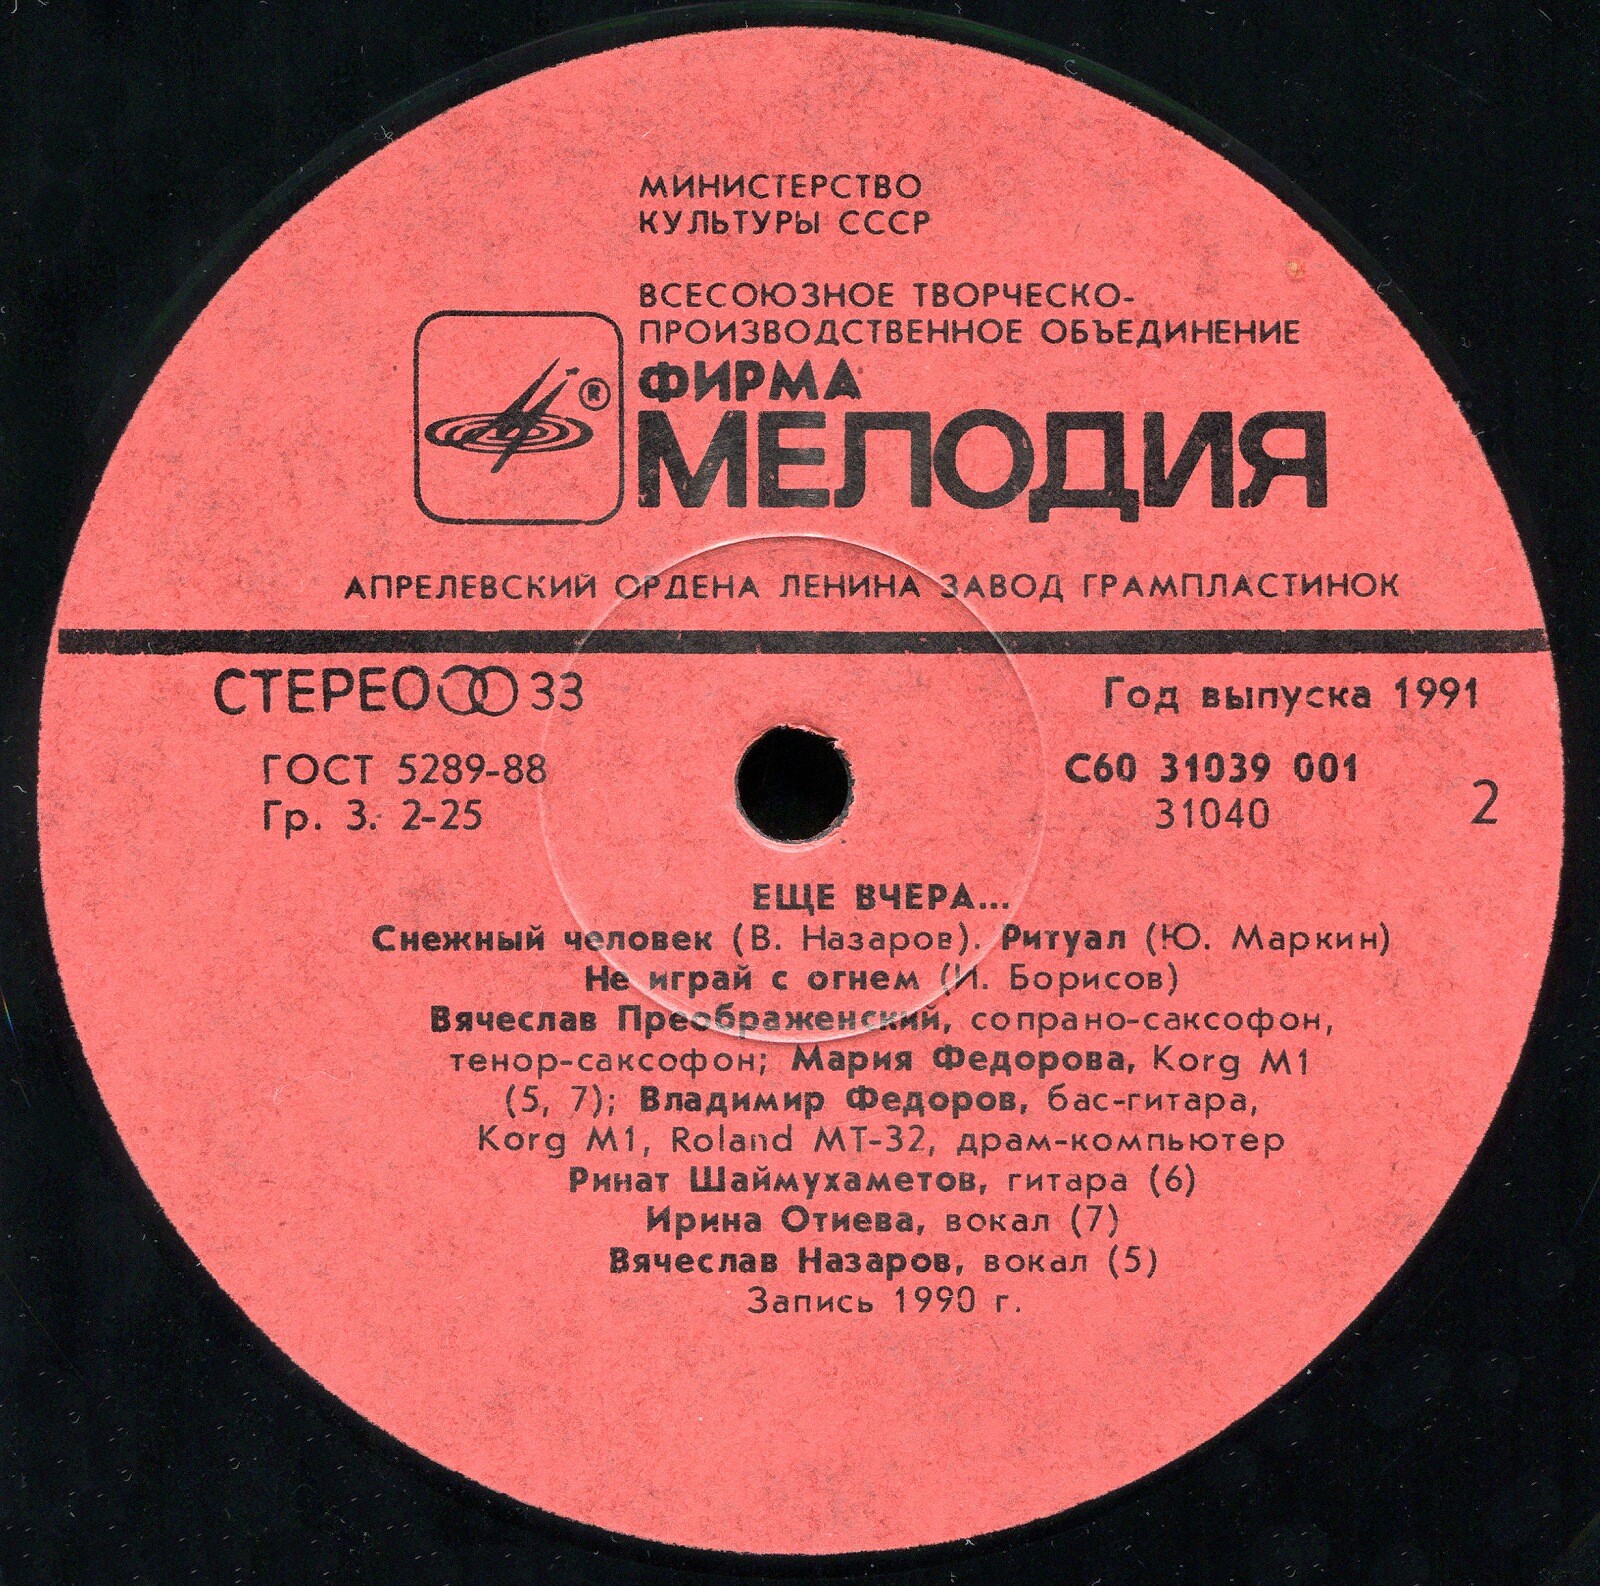 МИНИСТЕРСТВО
КУЛЬТУРЫ СССР
ВСЕСОЮЗНОЕ ТВОРЧЕСКО-
ПРОИЗВОДСТВЕННОЕ ОБЪЕДИНЕНИЕ
®
ФИРМА
МЕЛОДИЯ
АПРЕЛЕВСКИЙ ОРДЕНА ЛЕНИНА ЗАВОД ГРАМПЛАСТИНОК
СТЕРЕО 33
Год выпуска 1991
ГОСТ 5289-88
С60 31039 001
Гр. 3. 2-25
31040
2
ЕЩЕ ВЧЕРА...
Снежный человек (В. Назаров). Ритуал (Ю. Маркин)
Не играй с огнем (И. Борисов)
Вячеслав Преображенский, сопрано-саксофон,
тенор-саксофон; Мария Федорова, Korg M1
(5, 7); Владимир Федоров, бас-гитара,
Korg M1, Roland MT-32, драм-компьютер
Ринат Шаймухаметов, гитара (6)
Ирина Отиева, вокал (7)
Вячеслав Назаров, вокал (5)
Запись 1990 г.